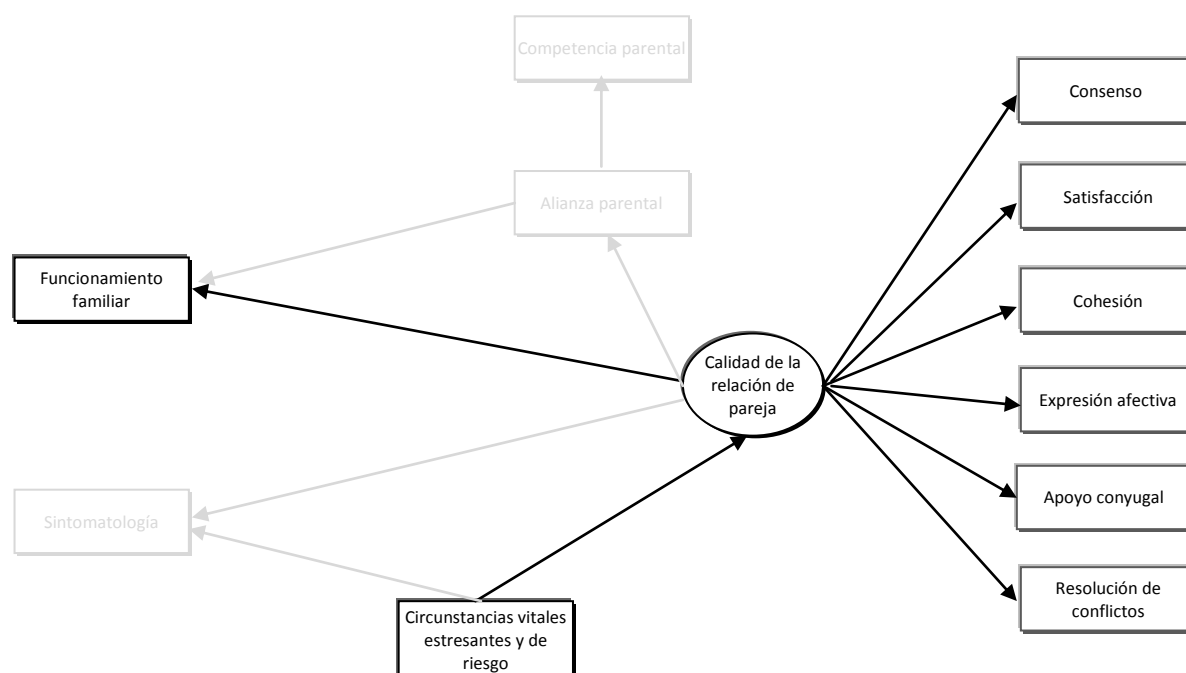 Competencia parental
Consenso
Alianza parental
Satisfacción
Funcionamiento
familiar
Cohesión
Calidad de la
relación de
pareja
Expresión afectiva
Sintomatología
Apoyo conyugal
Circunstancias vitales
estresantes y de
riesgo
Resolución de
conflictos